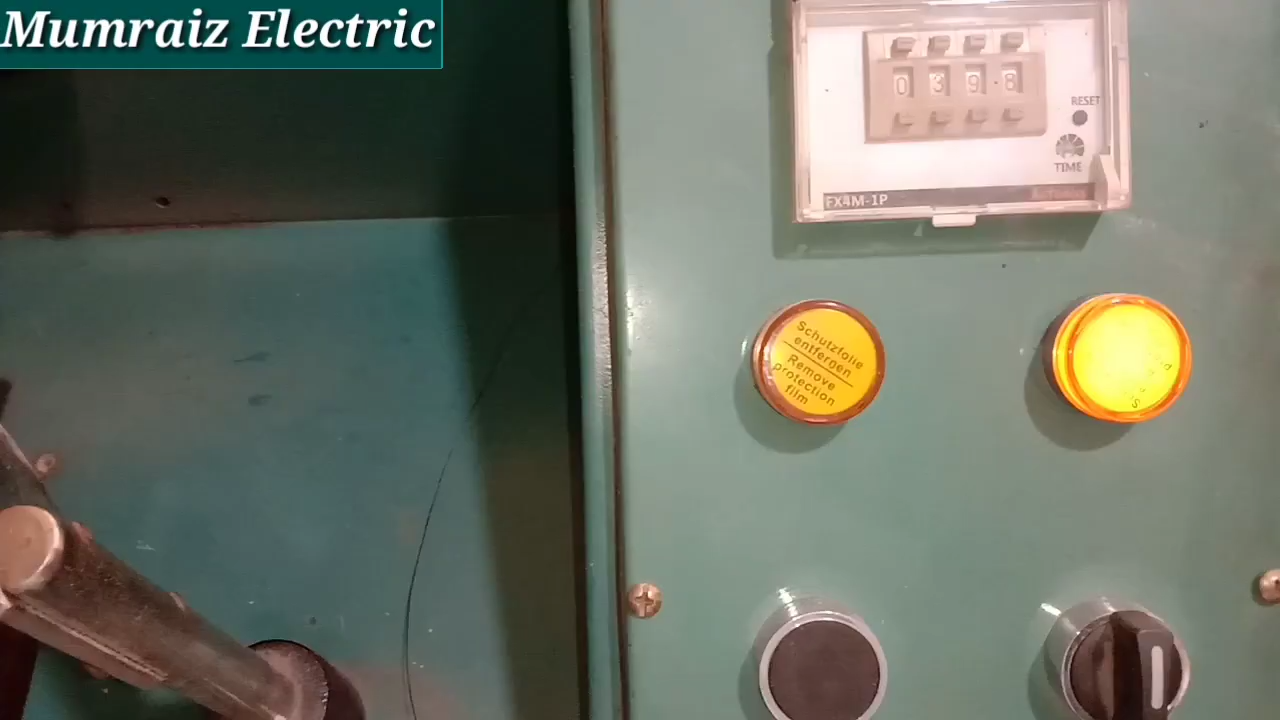 Mumraiz Electric
0 3 9 8
RESET
TIME
FX4M-1P
Schutzfolie
entfernen
Remove
protection
film